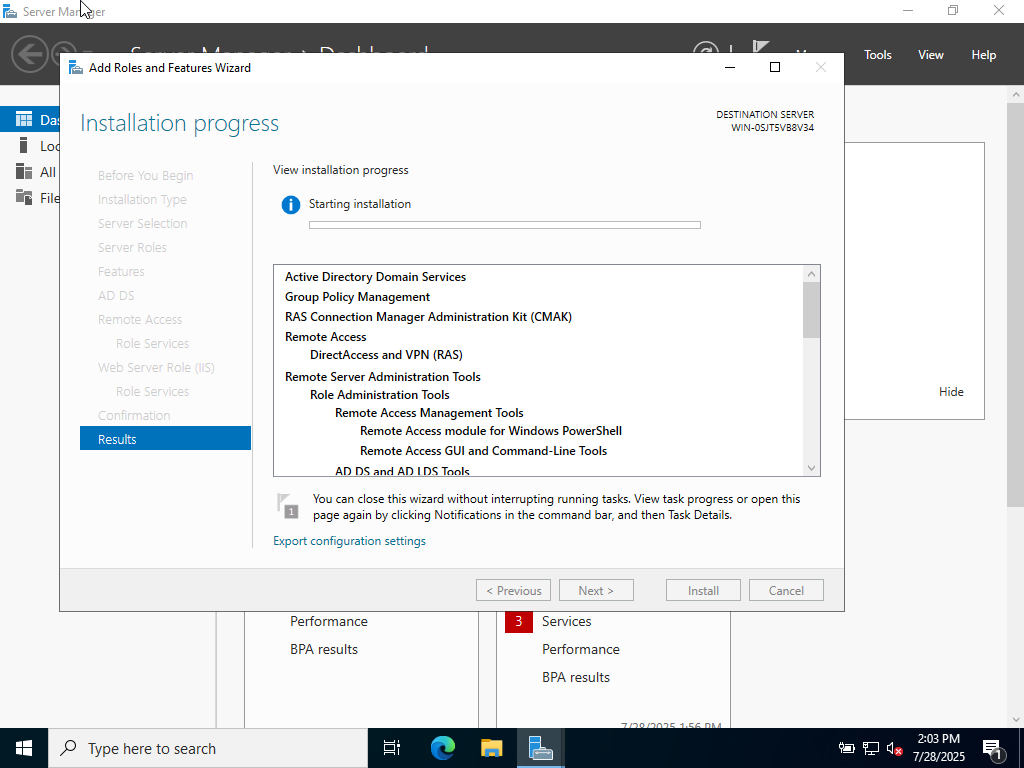 Server Manager
Server Manager › Dashboard
Tools
View
Help
Add Roles and Features Wizard
Installation progress
DESTINATION SERVER
WIN-0SJT5VB8V34
Before You Begin
Installation Type
Server Selection
Server Roles
Features
AD DS
Remote Access
Role Services
Web Server Role (IIS)
Role Services
Confirmation
Results
View installation progress
Starting installation
Active Directory Domain Services
Group Policy Management
RAS Connection Manager Administration Kit (CMAK)
Remote Access
DirectAccess and VPN (RAS)
Remote Server Administration Tools
Role Administration Tools
Remote Access Management Tools
Remote Access module for Windows PowerShell
Remote Access GUI and Command-Line Tools
AD DS and AD LDS Tools
1
You can close this wizard without interrupting running tasks. View task progress or open this
page again by clicking Notifications in the command bar, and then Task Details.
Export configuration settings
< Previous
Next >
Install
Cancel
Hide
All
Performance
BPA results
3 Services
Performance
BPA results
7/28/2025 1:56 PM
Type here to search
2:03 PM
7/28/2025
1